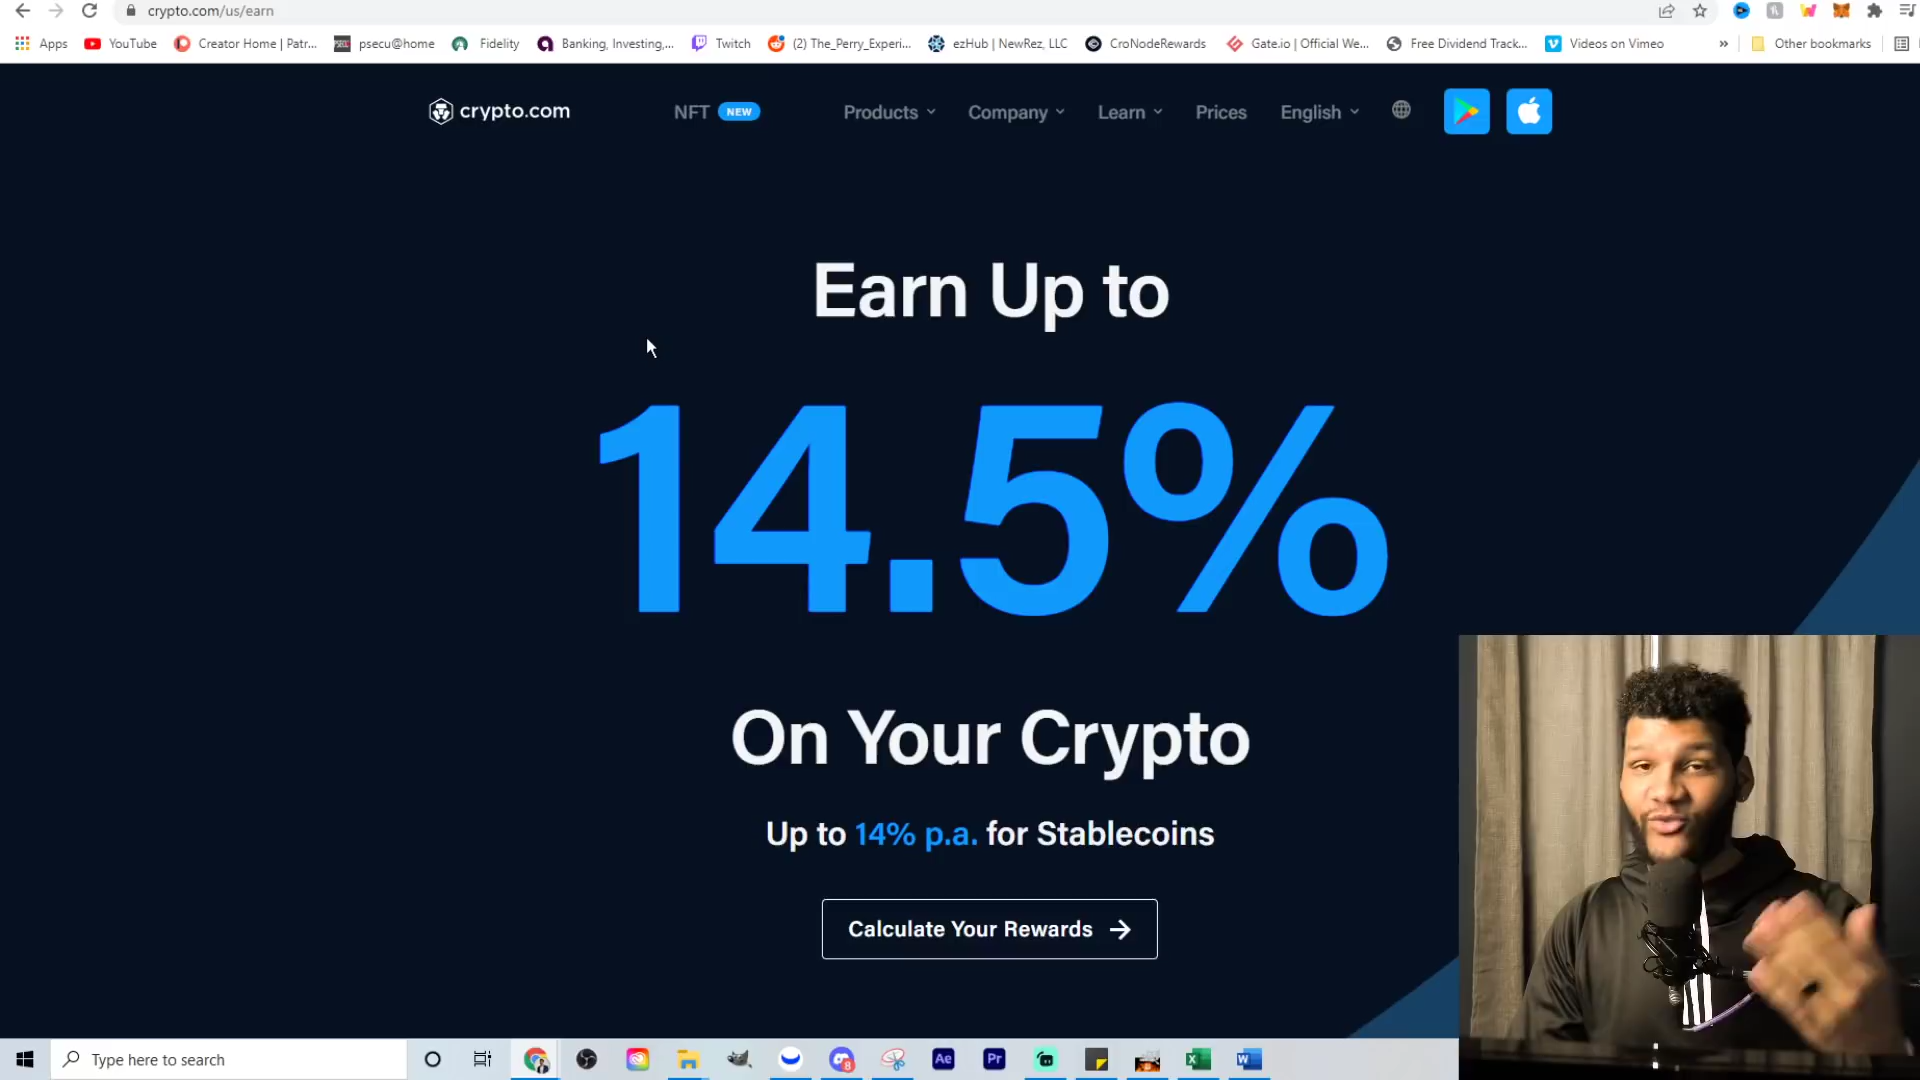 crypto.com/us/earn
Apps YouTube Creator Home | Patr... psecu@home Fidelity Banking, Investing,... Twitch (2) The_Perry_Experi... ezHub | NewRez, LLC CroNodeRewards Gate.io | Official We... Free Dividend Track... Videos on Vimeo » Other bookmarks
crypto.com NFT NEW Products Company Learn Prices English
Earn Up to
14.5%
On Your Crypto
Up to 14% p.a. for Stablecoins
Calculate Your Rewards
Type here to search
Ae Pr